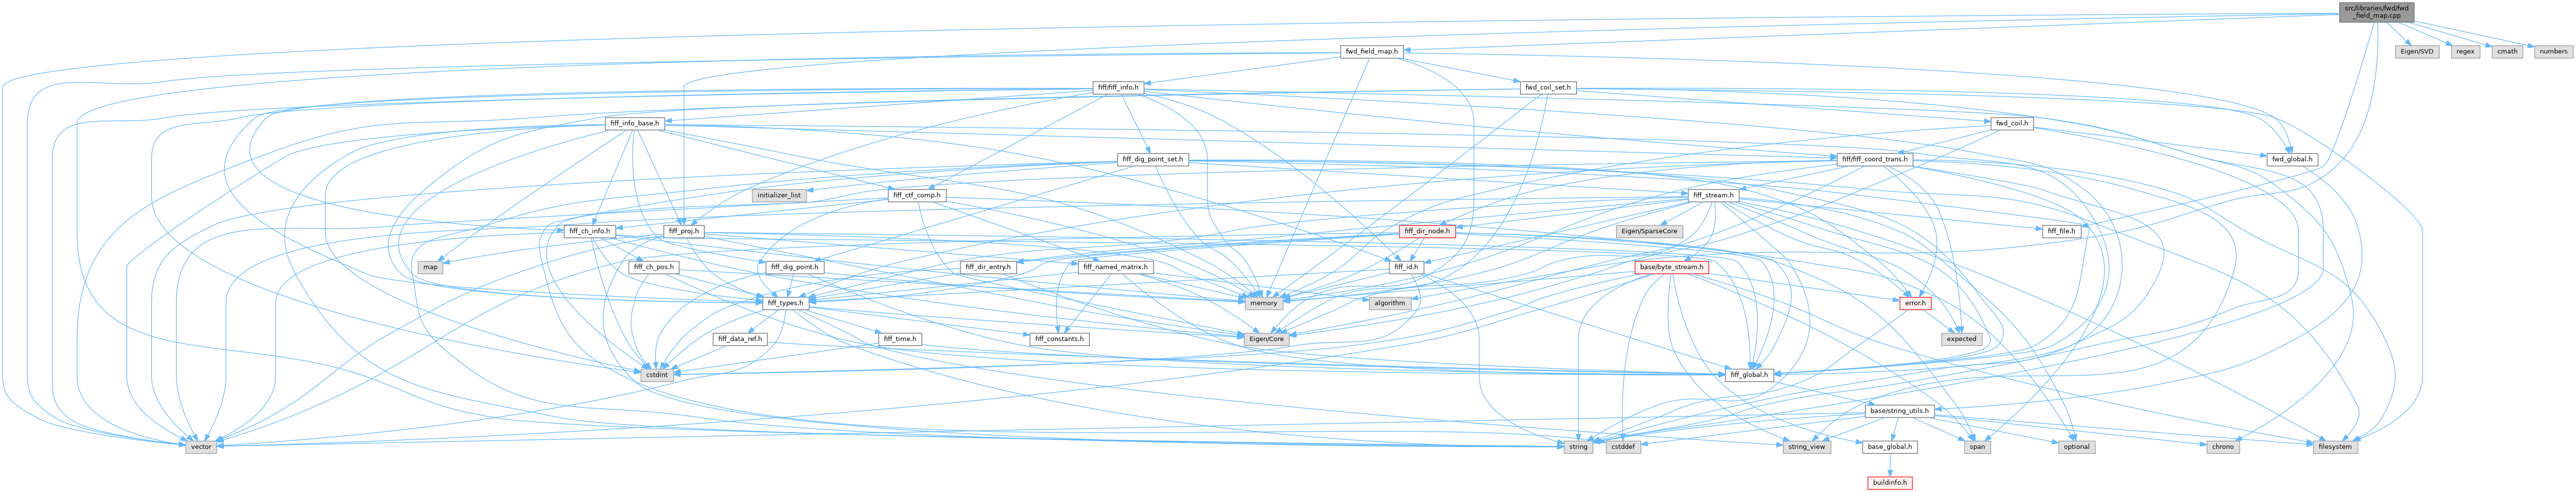 src/libraries/fwd/fwd
_field_map.cpp
fwd_field_map.h
Eigen/SVD
regex
cmath
numbers
fiff/fiff_info.h
fwd_coil_set.h
fiff_info_base.h
fwd_coil.h
fiff_dig_point_set.h
fiff/fiff_coord_trans.h
fwd_global.h
initializer_list
fiff_ctf_comp.h
fiff_stream.h
fiff_ch_info.h
fiff_proj.h
fiff_dir_node.h
Eigen/SparseCore
fiff_file.h
map
fiff_ch_pos.h
fiff_dig_point.h
fiff_dir_entry.h
fiff_named_matrix.h
fiff_id.h
base/byte_stream.h
fiff_types.h
memory
algorithm
error.h
fiff_data_ref.h
fiff_time.h
fiff_constants.h
Eigen/Core
expected
cstdint
fiff_global.h
base/string_utils.h
vector
string
cstddef
string_view
base_global.h
span
optional
chrono
filesystem
buildinfo.h